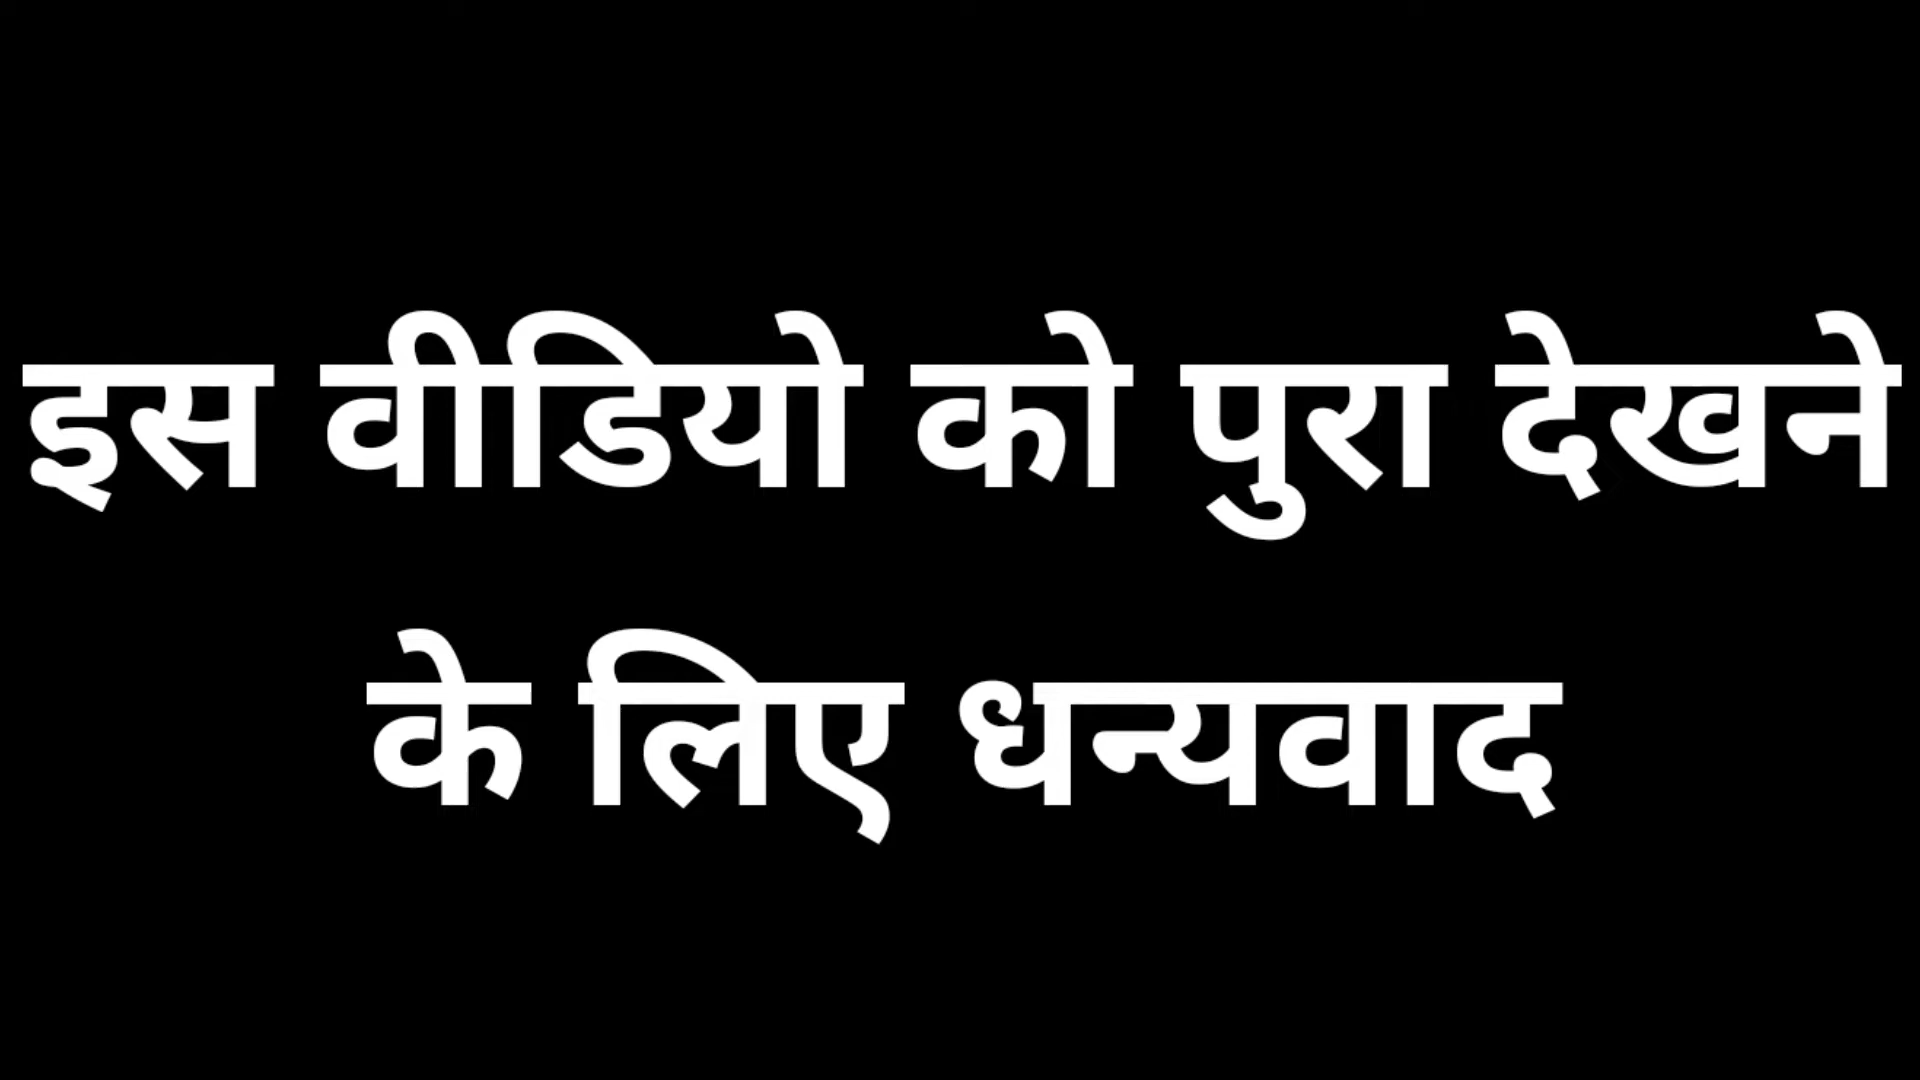 इस वीडियो को पुरा देखने
के लिए धन्यवाद